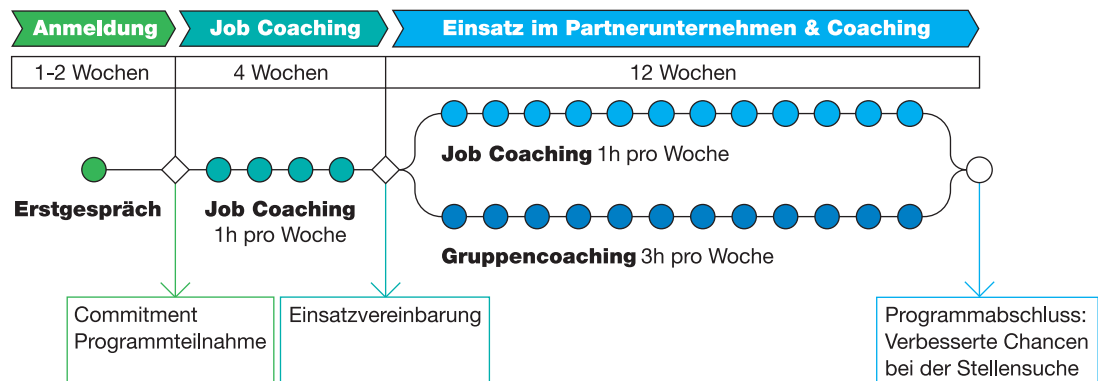 Anmeldung
Job Coaching
Einsatz im Partnerunternehmen & Coaching
1-2 Wochen
4 Wochen
12 Wochen
Job Coaching 1h pro Woche
Erstgespräch
Job Coaching
1h pro Woche
Gruppencoaching 3h pro Woche
Commitment
Programmteilnahme
Einsatzvereinbarung
Programmabschluss:
Verbesserte Chancen
bei der Stellensuche